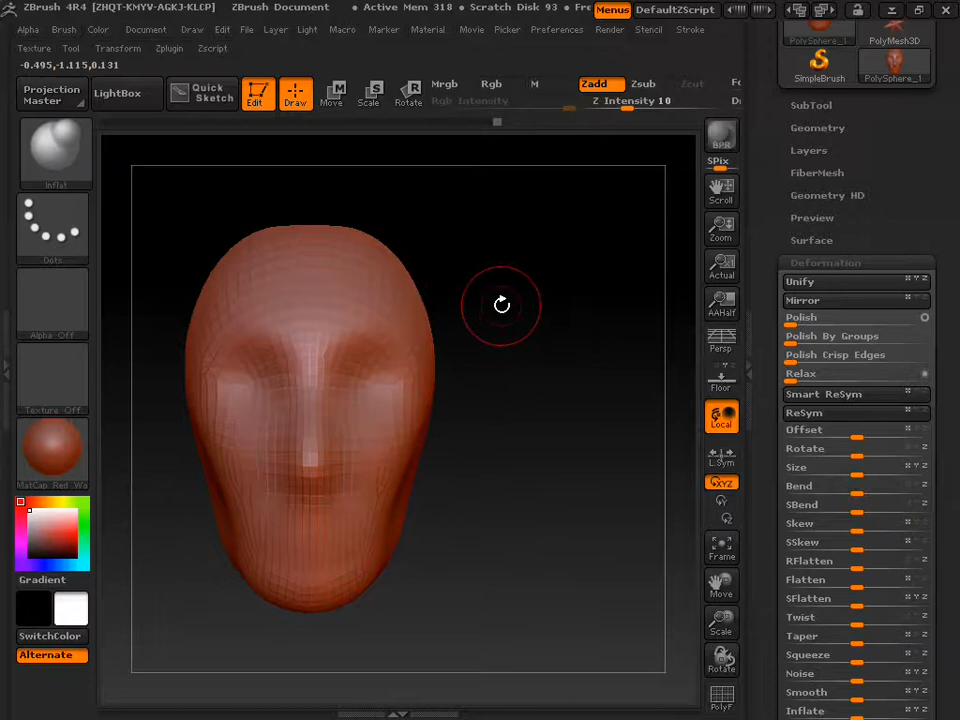 ZBrush 4R4 [ZHQT-KMYV-AGKJ-KLCP] ZBrush Document • Active Mem 318 • Scratch Disk 93 • Fre Menus DefaultZScript
Alpha Brush Color Document Draw Edit File Layer Light Macro Marker Material Movie Picker Preferences Render Stencil Stroke
Texture Tool Transform Zplugin Zscript
-0.495,-1.115,0.131
Projection Master
LightBox
Quick Sketch
Edit
Draw
Move
Scale
Rotate
Mrgb Rgb M
Rgb Intensity
Zadd Zsub Zcut
Z Intensity 10
Fo
Dr
Inflat
Dots
Alpha Off
Texture Off
MatCap Red Wa
Gradient
SwitchColor
Alternate
BPR
SPix
Scroll
Zoom
Actual
AAHalf
Persp
Floor
Local
L.Sym
XYZ
Y
Z
Frame
Move
Scale
Rotate
PolyF
PolySphere_1 PolyMesh3D
SimpleBrush PolySphere_1
SubTool
Geometry
Layers
FiberMesh
Geometry HD
Preview
Surface
Deformation
Unify
Mirror
Polish
Polish By Groups
Polish Crisp Edges
Relax
Smart ReSym
ReSym
Offset
Rotate
Size
Bend
SBend
Skew
SSkew
RFlatten
Flatten
SFlatten
Twist
Taper
Squeeze
Noise
Smooth
Inflate